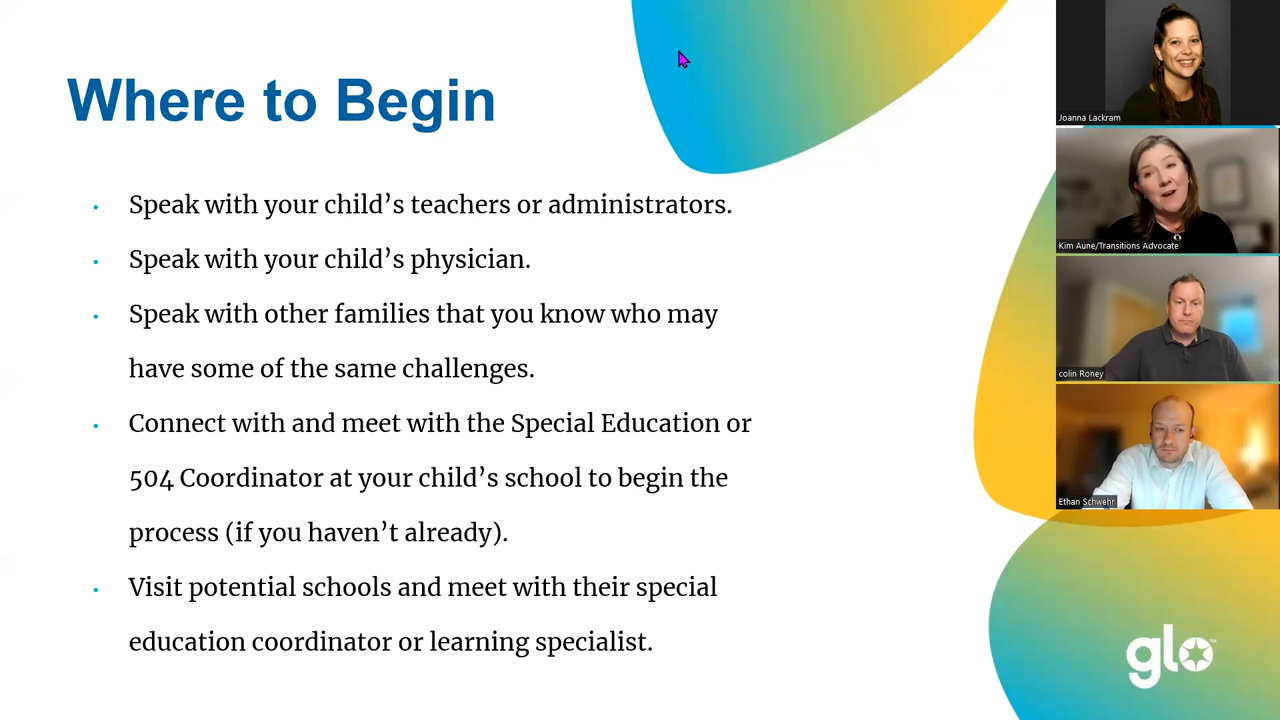 Where to Begin
• Speak with your child’s teachers or administrators.
• Speak with your child’s physician.
• Speak with other families that you know who may
have some of the same challenges.
• Connect with and meet with the Special Education or
504 Coordinator at your child’s school to begin the
process (if you haven’t already).
• Visit potential schools and meet with their special
education coordinator or learning specialist.
Joanna Lackram
Kim Aune/Transitions Advocate
colin Roney
Ethan Schwehr
glo™